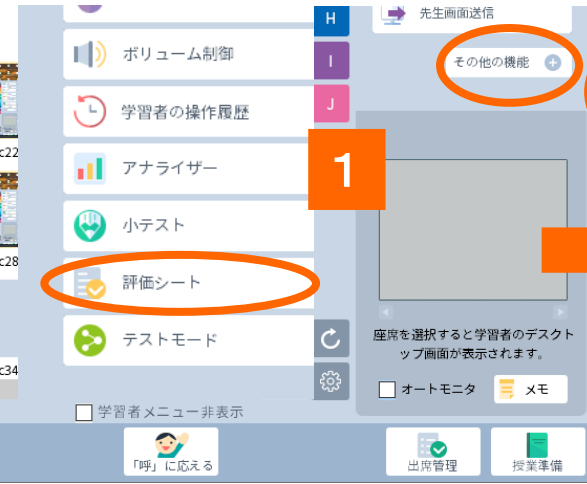 H
先生画面送信
ボリューム制御
I
その他の機能
学習者の操作履歴
J
アナライザー
1
c22
小テスト
c28
評価シート
テストモード
座席を選択すると学習者のデスクト
ップ画面が表示されます。
c34
オートモニタ
メモ
学習者メニュー非表示
「呼」に応える
出席管理
授業準備